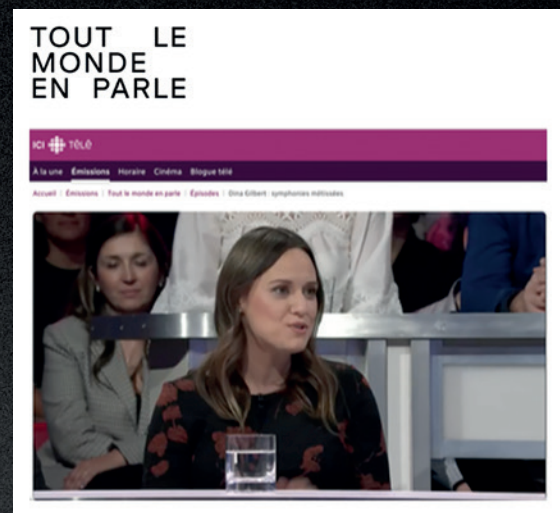 TOUT LE
MONDE
EN PARLE
ICI TÉLÉ
À la une Émissions Horaire Cinéma Blogue télé
Accueil | Émissions | Tout le monde en parle | Épisodes | Dina Gilbert : symphonies métissées